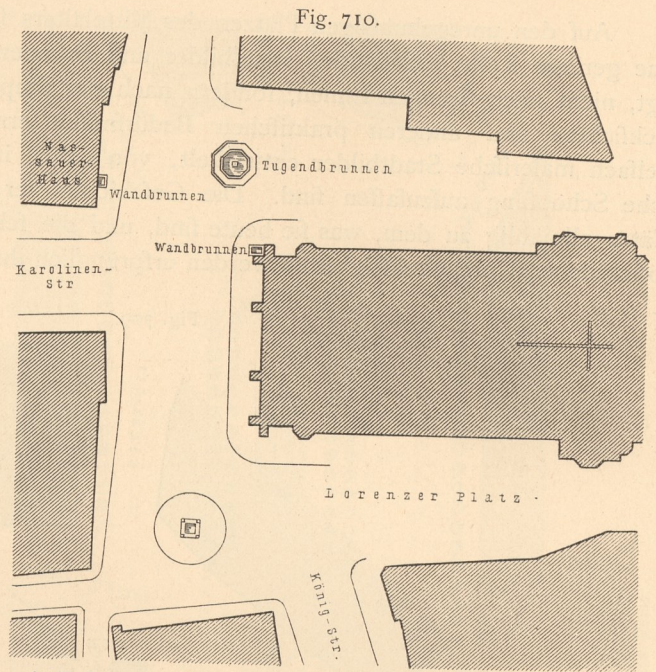 Fig. 710.
Nas-
sauer-
Haus
Tugendbrunnen
Wandbrunnen
Wandbrunnen
Karolinen-
Str
Lorenzer Platz.
König-Str.